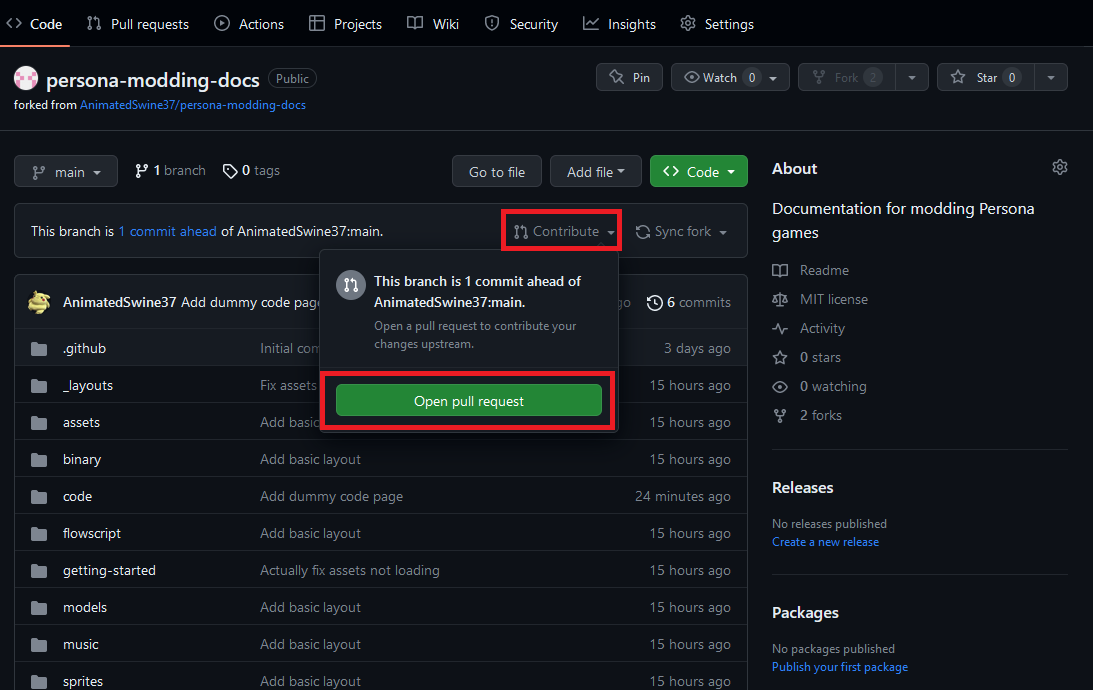 Code Pull requests Actions Projects Wiki Security Insights Settings
persona-modding-docs Public Pin Watch 0 Fork 2 Star 0
forked from AnimatedSwine37/persona-modding-docs
main 1 branch 0 tags Go to file Add file Code
This branch is 1 commit ahead of AnimatedSwine37:main. Contribute Sync fork
This branch is 1 commit ahead of
AnimatedSwine37:main.
Open a pull request to contribute your
changes upstream.
Open pull request
AnimatedSwine37 Add dummy code page go 6 commits
.github Initial com 3 days ago
_layouts Fix assets 15 hours ago
assets Add basic 15 hours ago
binary Add basic layout 15 hours ago
code Add dummy code page 24 minutes ago
flowscript Add basic layout 15 hours ago
getting-started Actually fix assets not loading 15 hours ago
models Add basic layout 15 hours ago
music Add basic layout 15 hours ago
sprites Add basic layout 15 hours ago
About
Documentation for modding Persona
games
Readme
MIT license
Activity
0 stars
0 watching
2 forks
Releases
No releases published
Create a new release
Packages
No packages published
Publish your first package